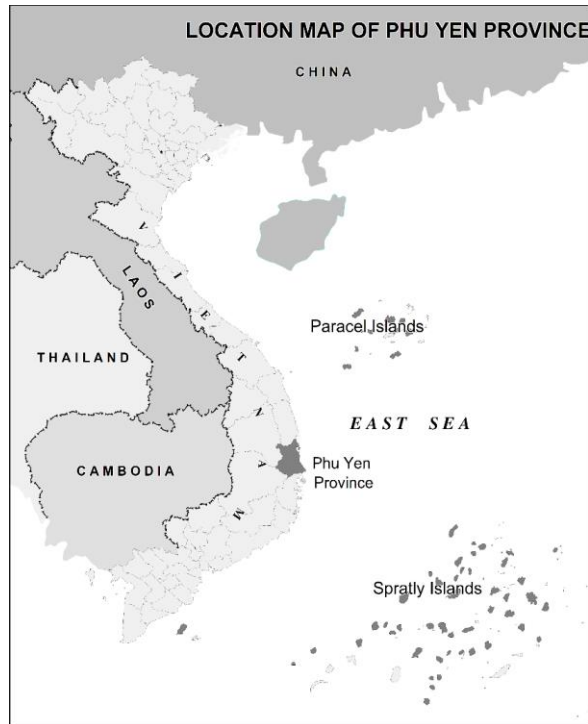 LOCATION MAP OF PHU YEN PROVINCE
CHINA
VIETNAM
LAOS
Paracel Islands
THAILAND
EAST SEA
CAMBODIA
Phu Yen
Province
Spratly Islands